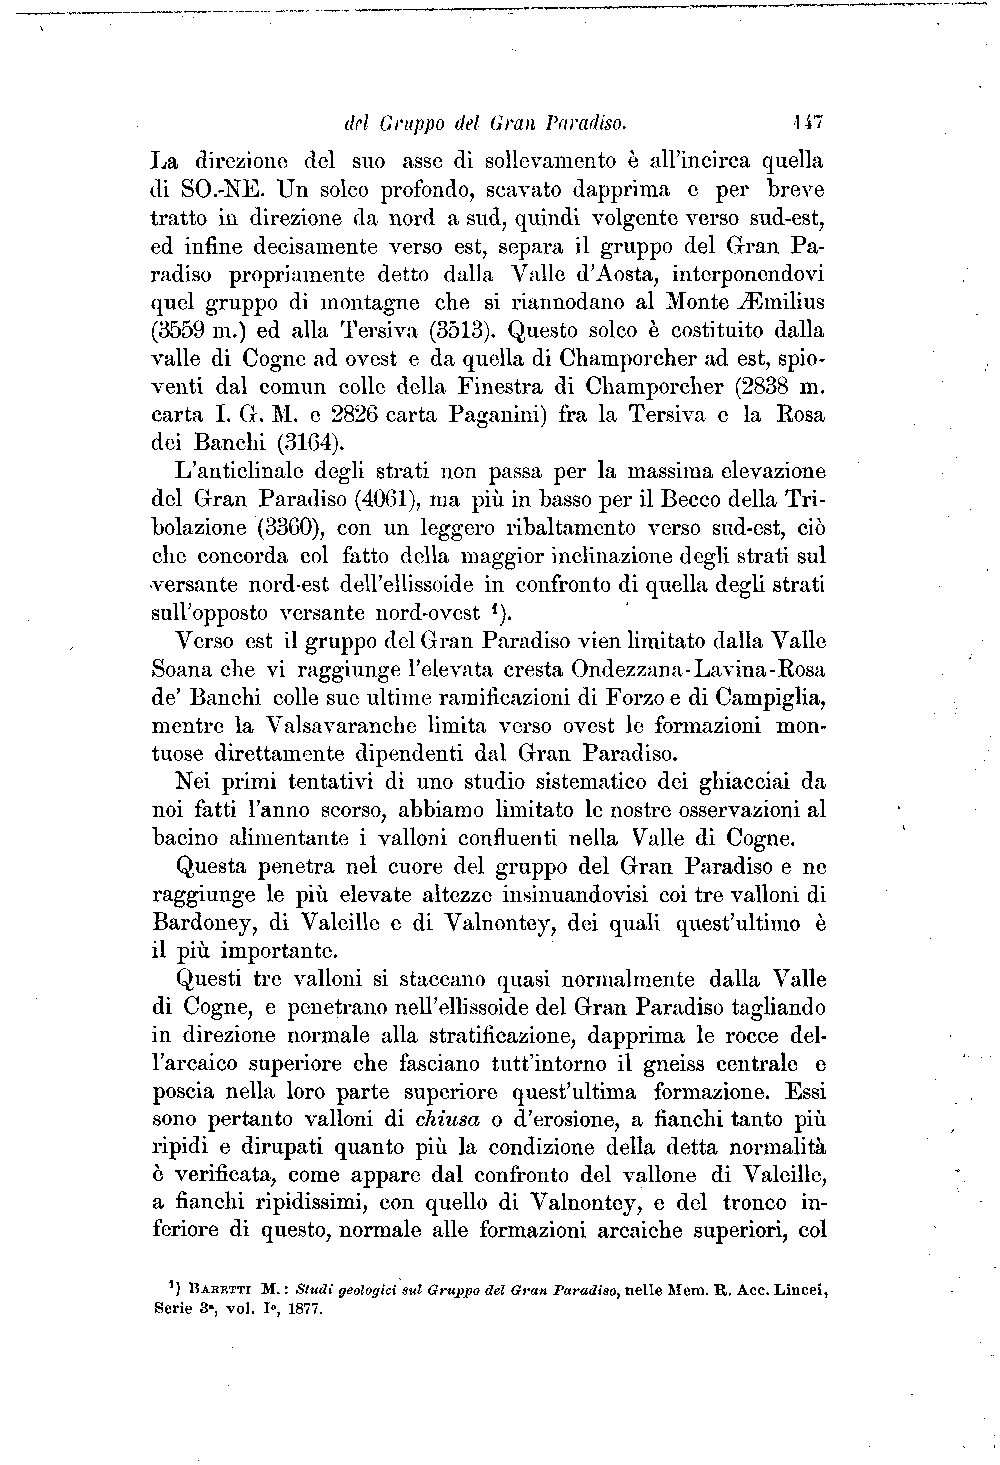 del Gruppo del Gran Paradiso. 147
La direzione del suo asse di sollevamento è all'incirca quella
di SO.-NE. Un solco profondo, scavato dapprima e per breve
tratto in direzione da nord a sud, quindi volgente verso sud-est,
ed infine decisamente verso est, separa il gruppo del Gran Pa-
radiso propriamente detto dalla Valle d'Aosta, interponendovi
quel gruppo di montagne che si riannodano al Monte Æmilius
(3559 m.) ed alla Tersiva (3513). Questo solco è costituito dalla
valle di Cogne ad ovest e da quella di Champorcher ad est, spio-
venti dal comun colle della Finestra di Champorcher (2838 m.
carta I. G. M. e 2826 carta Paganini) fra la Tersiva e la Rosa
dei Banchi (3164).
L'anticlinale degli strati non passa per la massima elevazione
del Gran Paradiso (4061), ma più in basso per il Becco della Tri-
bolazione (3360), con un leggero ribaltamento verso sud-est, ciò
che concorda col fatto della maggior inclinazione degli strati sul
versante nord-est dell'ellissoide in confronto di quella degli strati
sull'opposto versante nord-ovest ¹).
Verso est il gruppo del Gran Paradiso vien limitato dalla Valle
Soana che vi raggiunge l'elevata cresta Ondezzana-Lavina-Rosa
de' Banchi colle sue ultime ramificazioni di Forzo e di Campiglia,
mentre la Valsavaranche limita verso ovest le formazioni mon-
tuose direttamente dipendenti dal Gran Paradiso.
Nei primi tentativi di uno studio sistematico dei ghiacciai da
noi fatti l'anno scorso, abbiamo limitato le nostre osservazioni al
bacino alimentante i valloni confluenti nella Valle di Cogne.
Questa penetra nel cuore del gruppo del Gran Paradiso e ne
raggiunge le più elevate altezze insinuandovisi coi tre valloni di
Bardoney, di Valeille e di Valnontey, dei quali quest'ultimo è
il più importante.
Questi tre valloni si staccano quasi normalmente dalla Valle
di Cogne, e penetrano nell'ellissoide del Gran Paradiso tagliando
in direzione normale alla stratificazione, dapprima le rocce del-
l'arcaico superiore che fasciano tutt'intorno il gneiss centrale e
poscia nella loro parte superiore quest'ultima formazione. Essi
sono pertanto valloni di chiusa o d'erosione, a fianchi tanto più
ripidi e dirupati quanto più la condizione della detta normalità
è verificata, come appare dal confronto del vallone di Valeille,
a fianchi ripidissimi, con quello di Valnontey, e del tronco in-
feriore di questo, normale alle formazioni arcaiche superiori, col
¹) BARETTI M.: Studi geologici sul Gruppo del Gran Paradiso, nelle Mem. R. Acc. Lincei,
Serie 3ª, vol. I°, 1877.